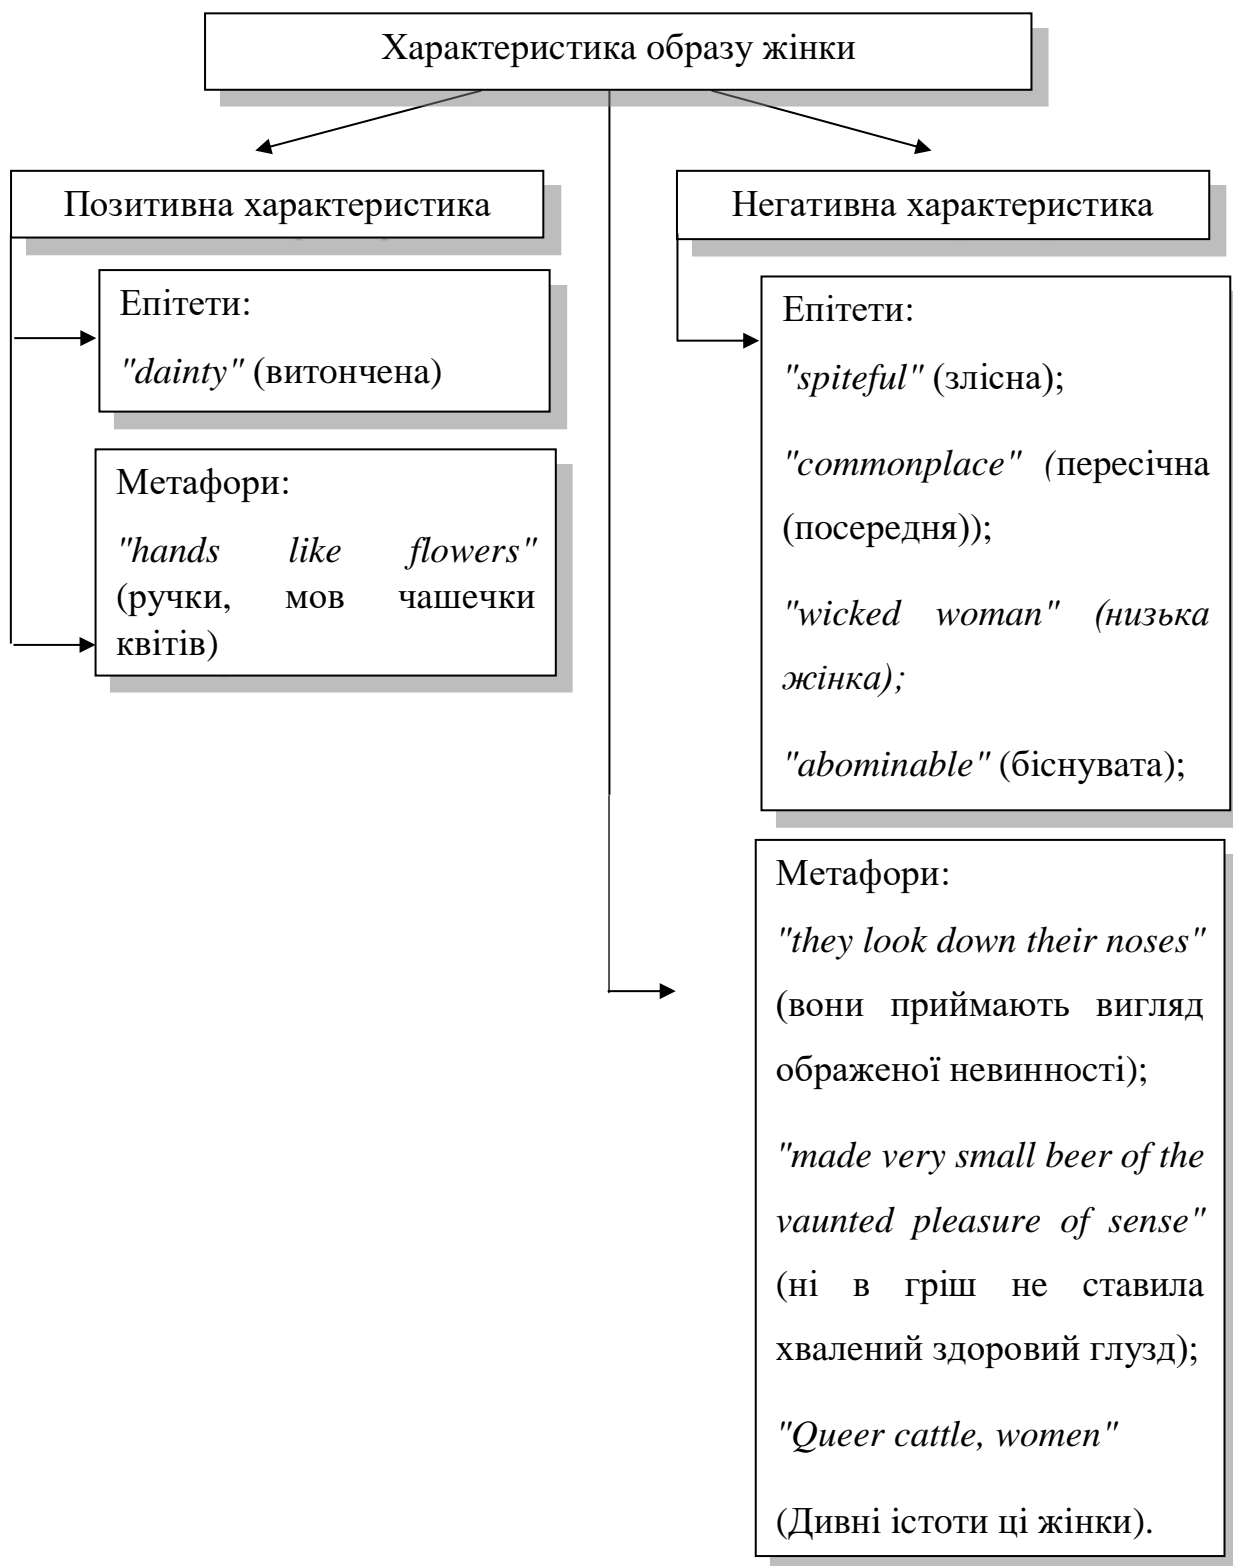 Характеристика образу жінки
Позитивна характеристика
Негативна характеристика
Епітети:
"dainty" (витончена)
Метафори:
"hands like flowers"
(ручки, мов чашечки
квітів)
Епітети:
"spiteful" (злісна);
"commonplace" (пересічна
(посередня));
"wicked woman" (низька
жінка);
"abominable" (біснувата);
Метафори:
"they look down their noses"
(вони приймають вигляд
ображеної невинності);
"made very small beer of the
vaunted pleasure of sense"
(ні в гріш не ставила
хвалений здоровий глузд);
"Queer cattle, women"
(Дивні істоти ці жінки).